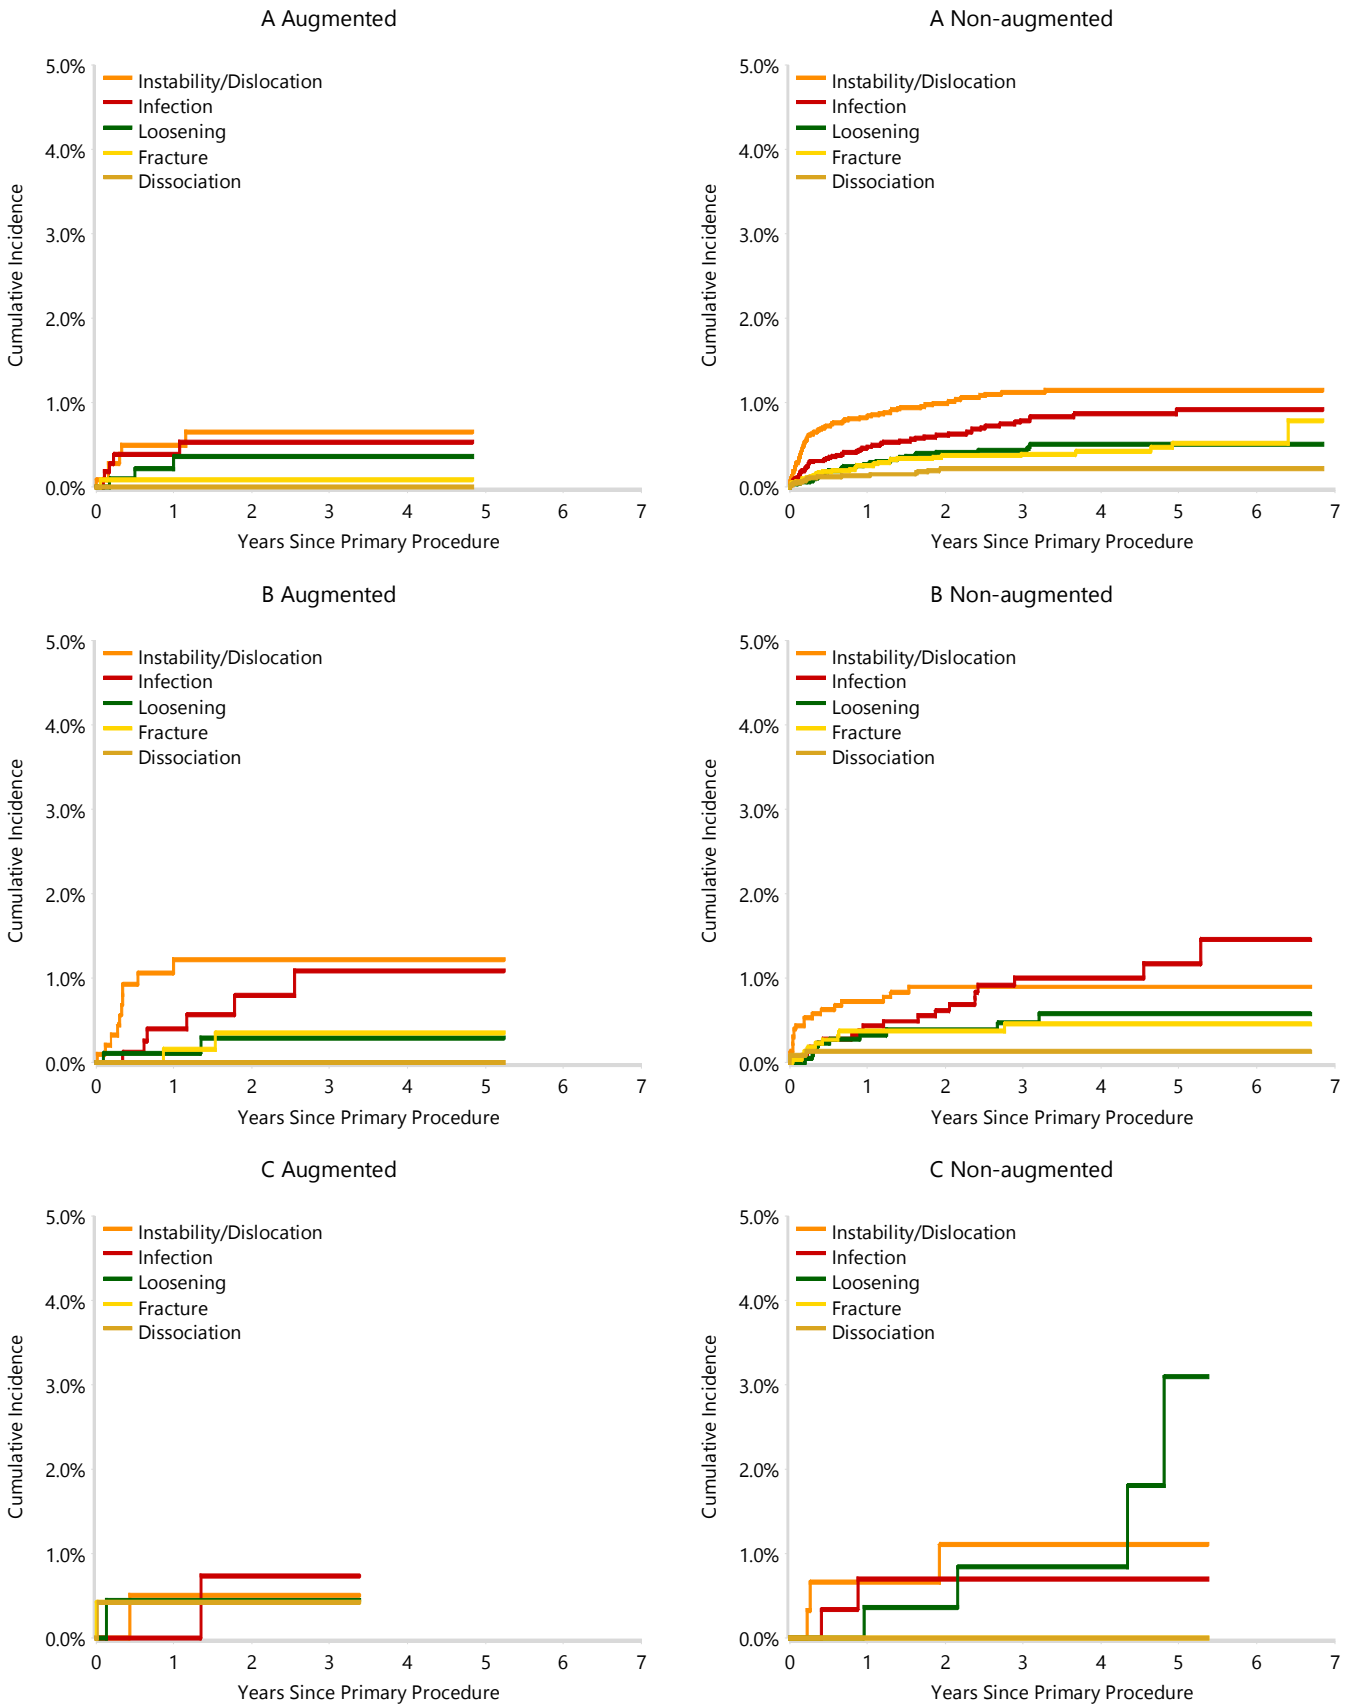 A Augmented
5.0%
4.0%
3.0%
2.0%
1.0%
0.0%
Cumulative Incidence
Instability/Dislocation
Infection
Loosening
Fracture
Dissociation
0 1 2 3 4 5 6 7
Years Since Primary Procedure
A Non-augmented
5.0%
4.0%
3.0%
2.0%
1.0%
0.0%
Cumulative Incidence
Instability/Dislocation
Infection
Loosening
Fracture
Dissociation
0 1 2 3 4 5 6 7
Years Since Primary Procedure
B Augmented
5.0%
4.0%
3.0%
2.0%
1.0%
0.0%
Cumulative Incidence
Instability/Dislocation
Infection
Loosening
Fracture
Dissociation
0 1 2 3 4 5 6 7
Years Since Primary Procedure
B Non-augmented
5.0%
4.0%
3.0%
2.0%
1.0%
0.0%
Cumulative Incidence
Instability/Dislocation
Infection
Loosening
Fracture
Dissociation
0 1 2 3 4 5 6 7
Years Since Primary Procedure
C Augmented
5.0%
4.0%
3.0%
2.0%
1.0%
0.0%
Cumulative Incidence
Instability/Dislocation
Infection
Loosening
Fracture
Dissociation
0 1 2 3 4 5 6 7
Years Since Primary Procedure
C Non-augmented
5.0%
4.0%
3.0%
2.0%
1.0%
0.0%
Cumulative Incidence
Instability/Dislocation
Infection
Loosening
Fracture
Dissociation
0 1 2 3 4 5 6 7
Years Since Primary Procedure